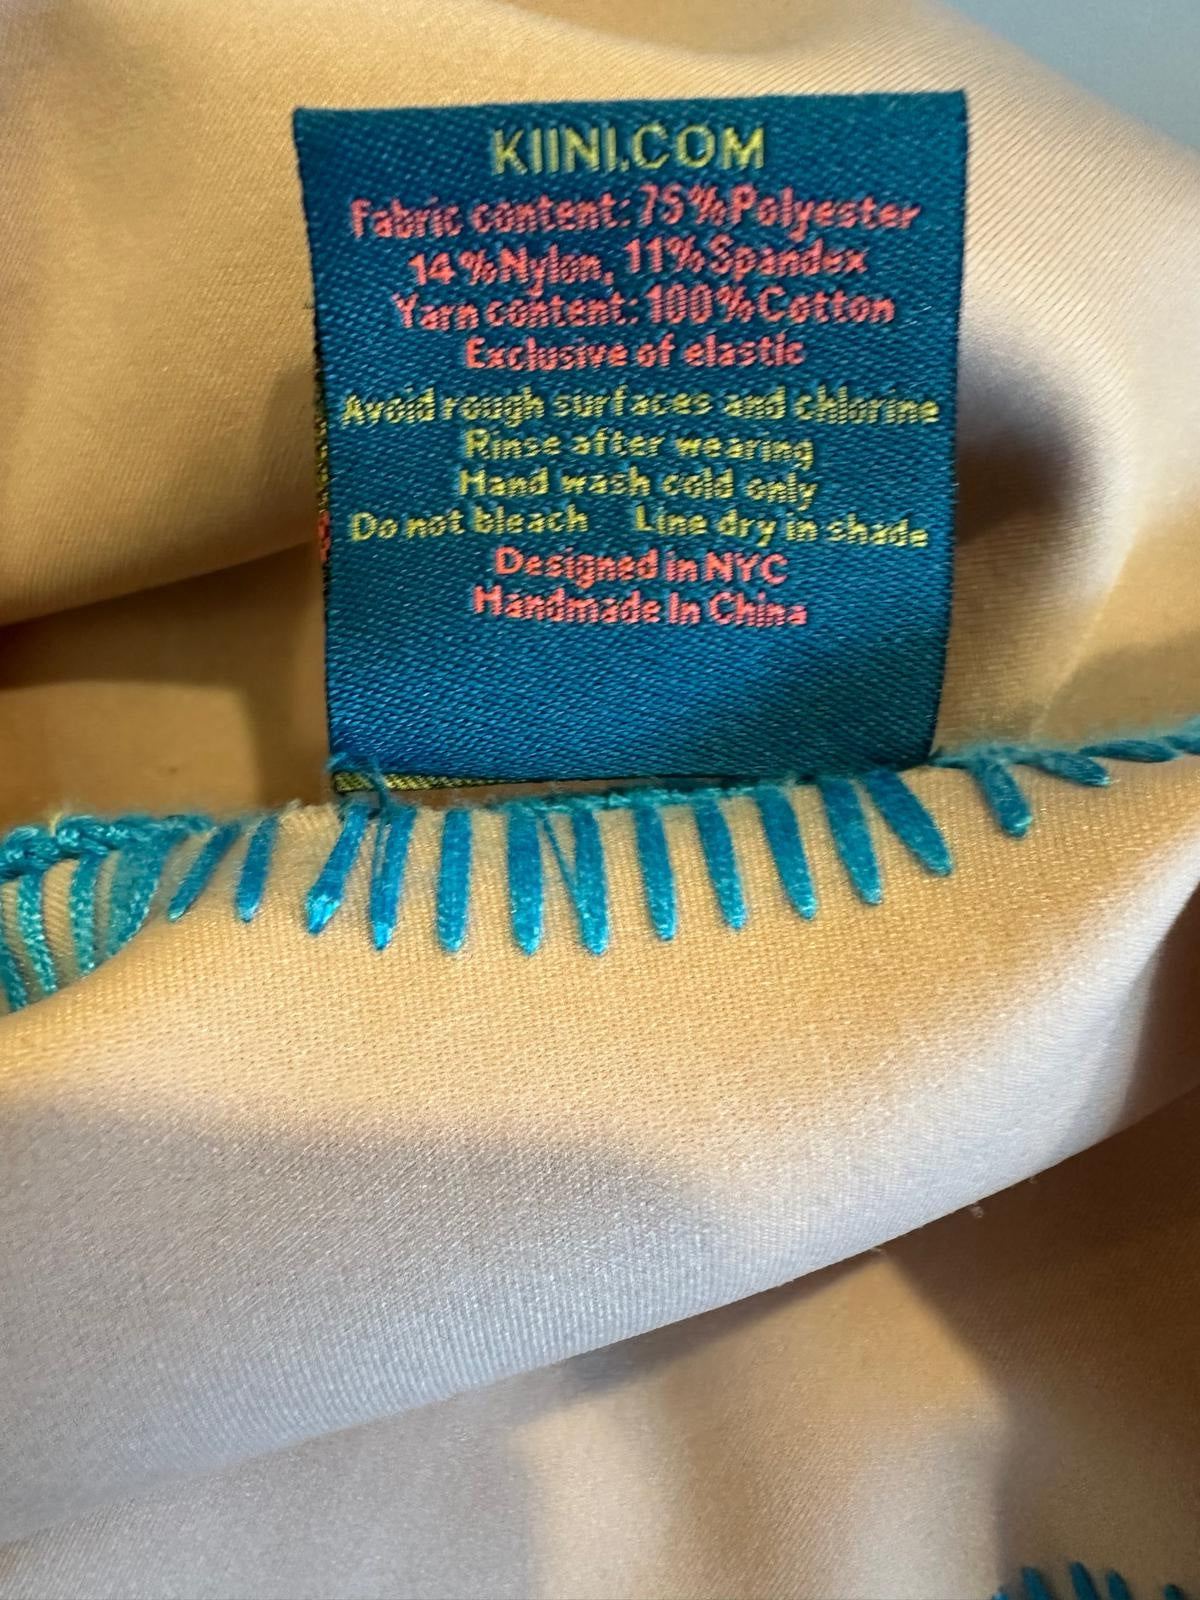 KIINI.COM
Fabric content: 75%Polyester
14%Nylon, 11%Spandex
Yarn content: 100%Cotton
Exclusive of elastic
Avoid rough surfaces and chlorine
Rinse after wearing
Hand wash cold only
Do not bleach Line dry in shade
Designed in NYC
Handmade In China